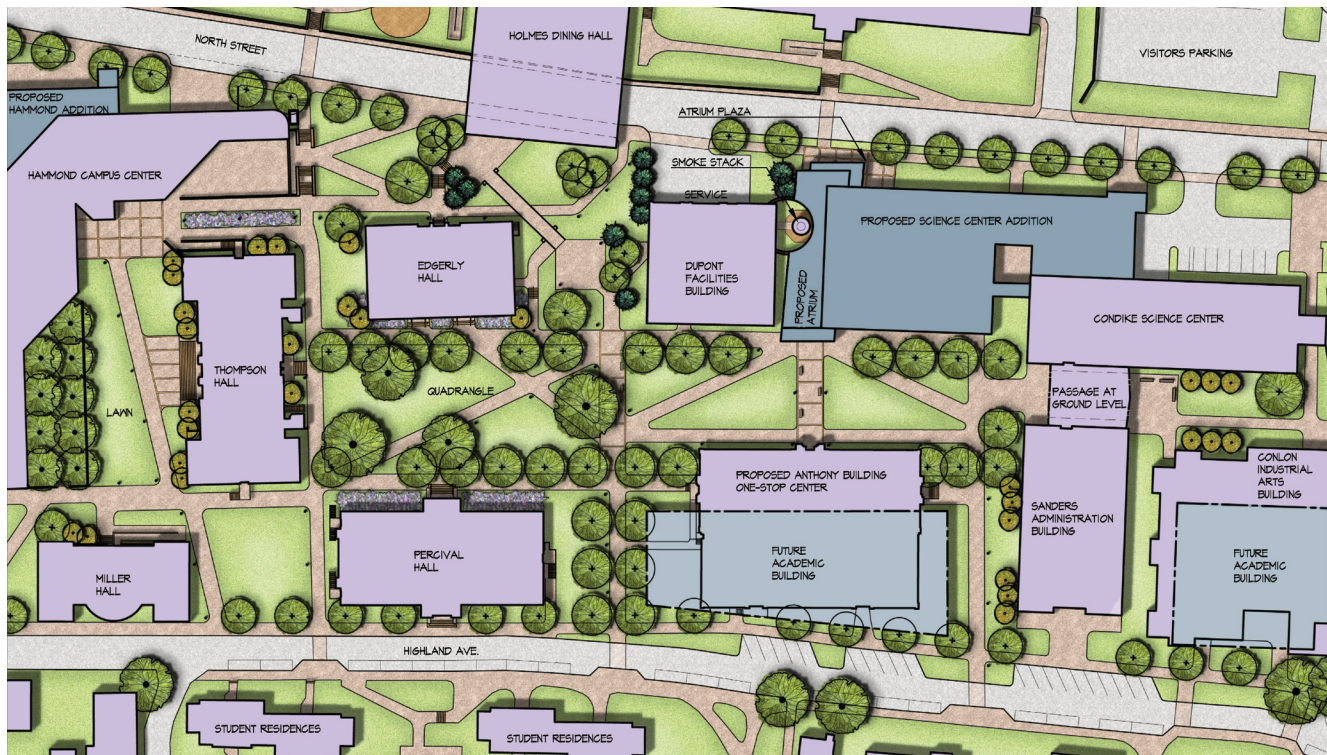 NORTH STREET
HOLMES DINING HALL
VISITORS PARKING
PROPOSED
HAMMOND ADDITION
ATRIUM PLAZA
SMOKE STACK
HAMMOND CAMPUS CENTER
SERVICE
PROPOSED SCIENCE CENTER ADDITION
EDGERLY
HALL
DUPONT
FACILITIES
BUILDING
PROPOSED
ATRIUM
CONDIKE SCIENCE CENTER
THOMPSON
HALL
QUADRANGLE
LAWN
PASSAGE AT
GROUND LEVEL
PROPOSED ANTHONY BUILDING
ONE-STOP CENTER
CONLON
INDUSTRIAL
ARTS
BUILDING
SANDERS
ADMINISTRATION
BUILDING
MILLER
HALL
PERCIVAL
HALL
FUTURE
ACADEMIC
BUILDING
FUTURE
ACADEMIC
BUILDING
HIGHLAND AVE.
STUDENT RESIDENCES
STUDENT RESIDENCES